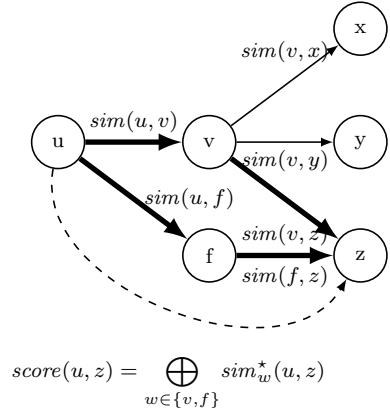 x
sim(v, x)
sim(u, v)
u
v
y
sim(v, y)
sim(u, f)
sim(v, z)
f
z
sim(f, z)
score(u, z) = ⨁ sim⋆w(u, z)
w∈{v,f}